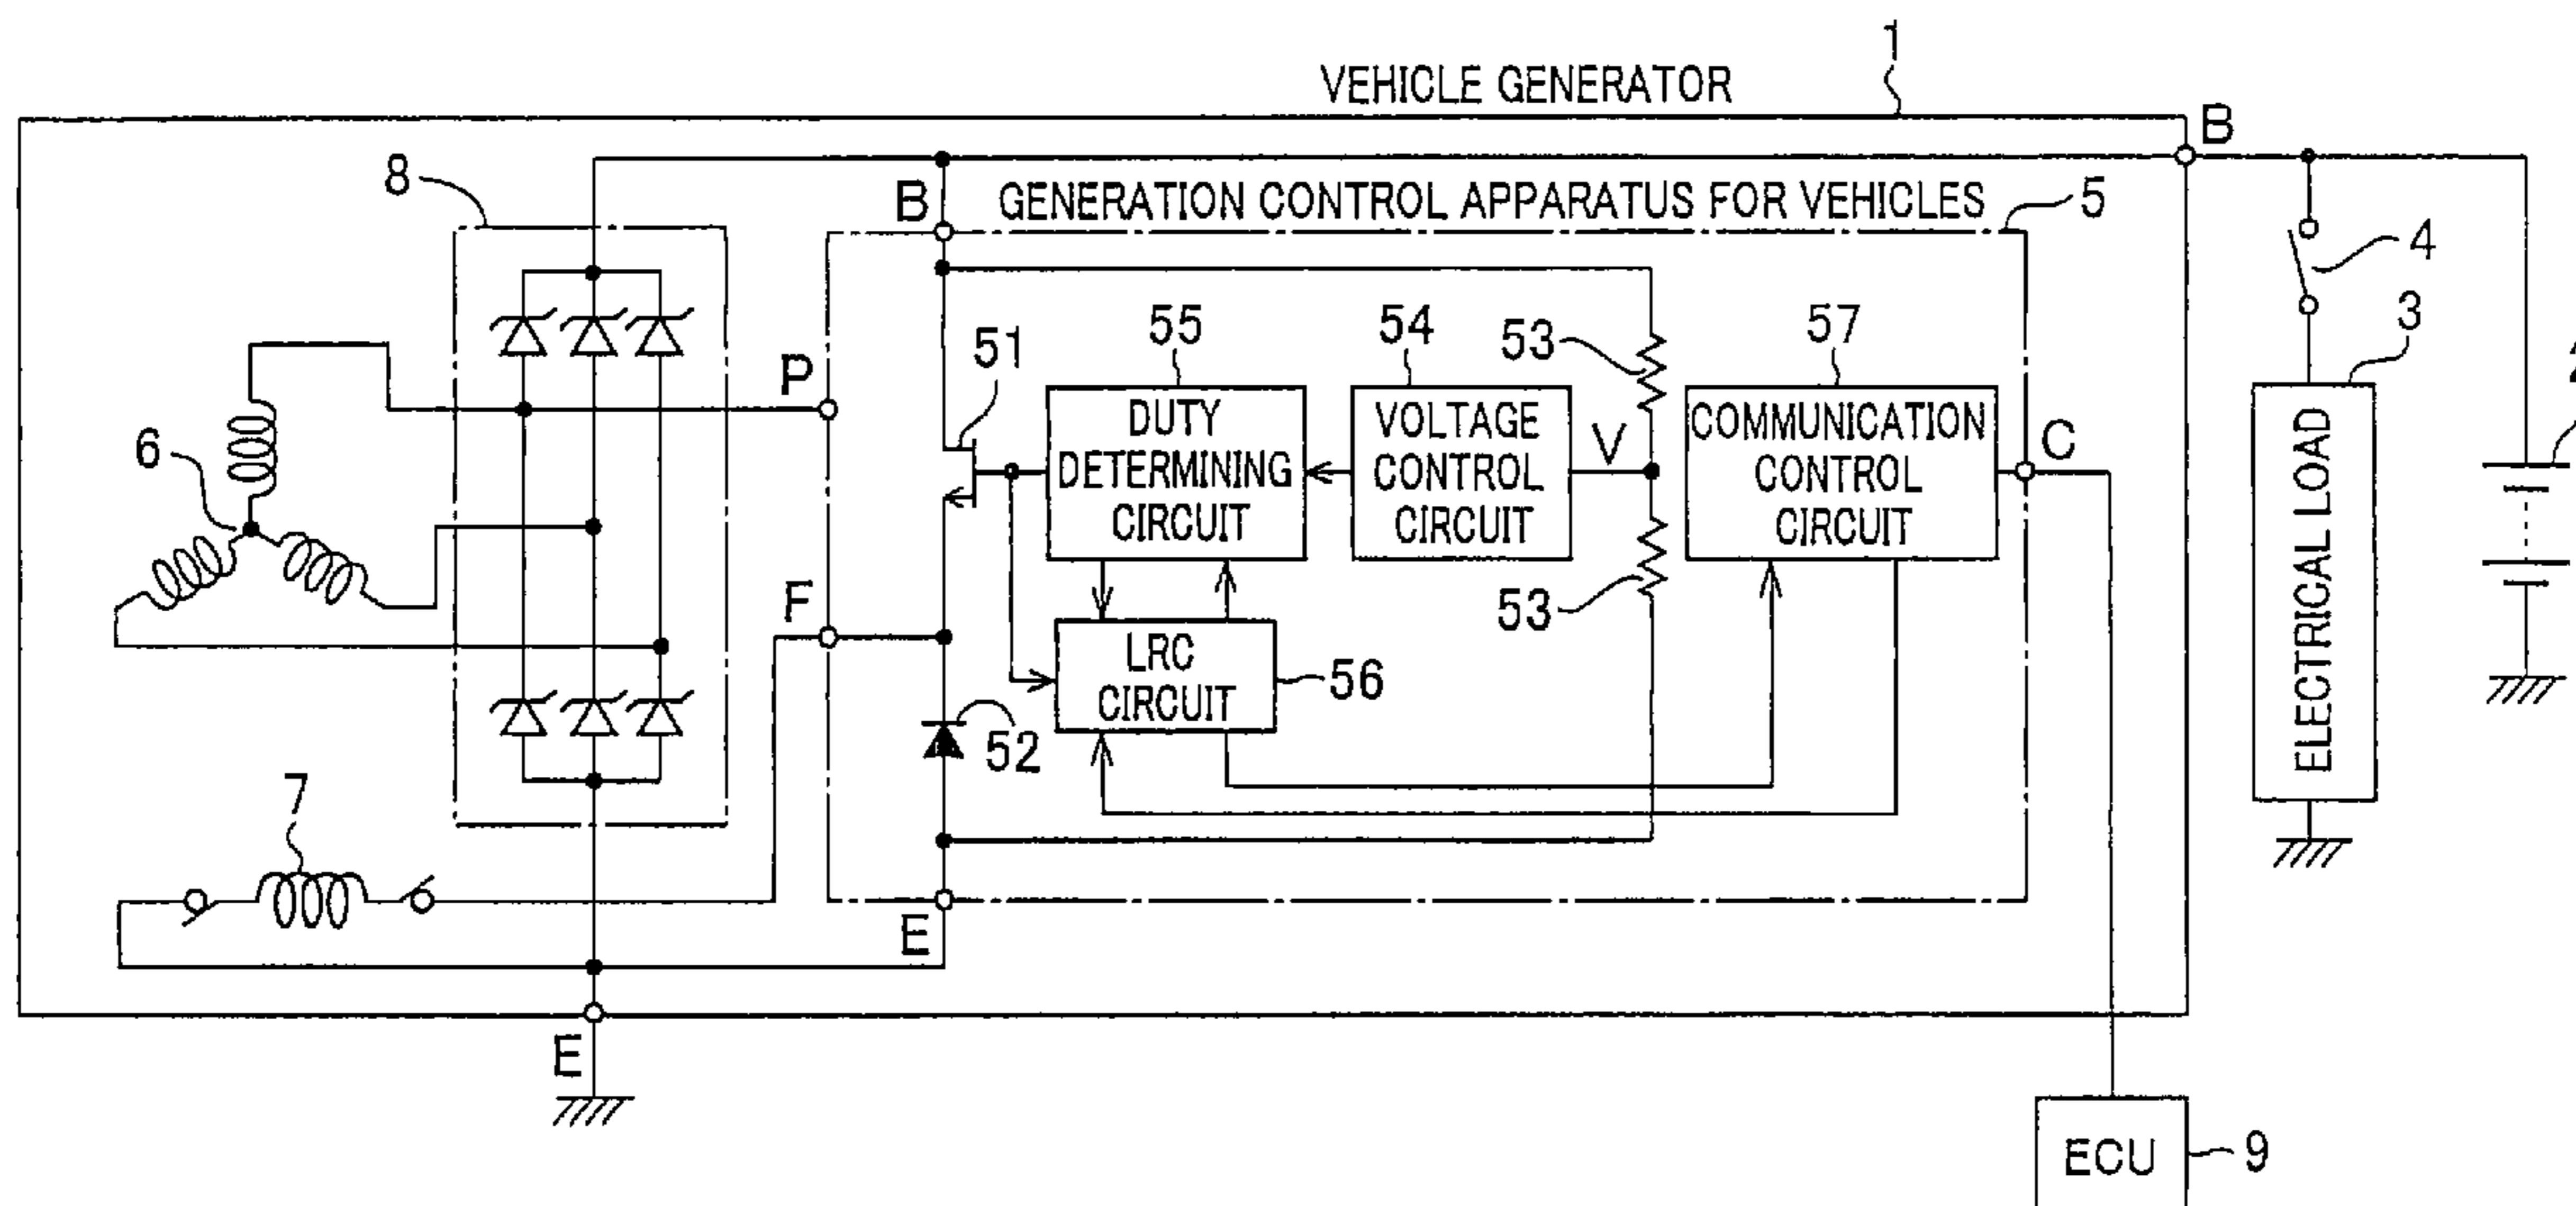 1
VEHICLE GENERATOR
B
8
B
GENERATION CONTROL APPARATUS FOR VEHICLES
5
4
51
55
54
53
57
3
P
DUTY
DETERMINING
CIRCUIT
VOLTAGE
CONTROL
CIRCUIT
V
COMMUNICATION
CONTROL
CIRCUIT
C
6
ELECTRICAL LOAD
F
53
LRC
CIRCUIT
56
52
7
E
E
ECU
9